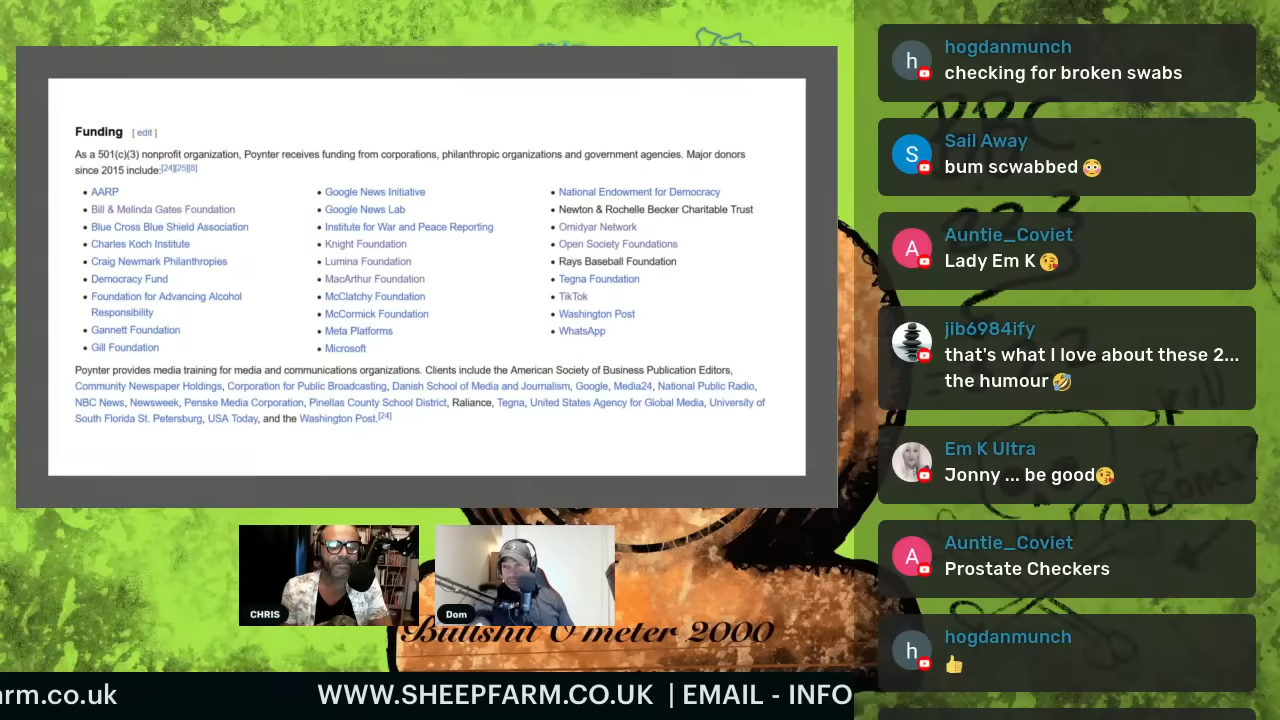 Funding [ edit ]
As a 501(c)(3) nonprofit organization, Poynter receives funding from corporations, philanthropic organizations and government agencies. Major donors
since 2015 include:[24][25][6]
• AARP
• Bill & Melinda Gates Foundation
• Blue Cross Blue Shield Association
• Charles Koch Institute
• Craig Newmark Philanthropies
• Democracy Fund
• Foundation for Advancing Alcohol
Responsibility
• Gannett Foundation
• Gill Foundation
• Google News Initiative
• Google News Lab
• Institute for War and Peace Reporting
• Knight Foundation
• Lumina Foundation
• MacArthur Foundation
• McClatchy Foundation
• McCormick Foundation
• Meta Platforms
• Microsoft
• National Endowment for Democracy
• Newton & Rochelle Becker Charitable Trust
• Omidyar Network
• Open Society Foundations
• Rays Baseball Foundation
• Tegna Foundation
• TikTok
• Washington Post
• WhatsApp
Poynter provides media training for media and communications organizations. Clients include the American Society of Business Publication Editors,
Community Newspaper Holdings, Corporation for Public Broadcasting, Danish School of Media and Journalism, Google, Media24, National Public Radio,
NBC News, Newsweek, Penske Media Corporation, Pinellas County School District, Raliance, Tegna, United States Agency for Global Media, University of
South Florida St. Petersburg, USA Today, and the Washington Post.[24]
CHRIS
Dom
Bullshit O meter 2000
arm.co.uk
WWW.SHEEPFARM.CO.UK | EMAIL - INFO
h
hogdanmunch
checking for broken swabs
S
Sail Away
bum scwabbed 😳
A
Auntie_Coviet
Lady Em K 😘
jib6984ify
that's what I love about these 2...
the humour 🤣
Em K Ultra
Jonny ... be good😘
A
Auntie_Coviet
Prostate Checkers
h
hogdanmunch
👍
Bones?